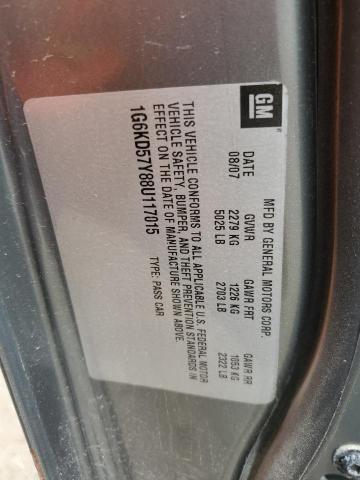 GM
MFD BY GENERAL MOTORS CORP.
DATE GVWR GAWR FRT GAWR RR
08/07 2279 KG 1226 KG 1053 KG
5025 LB 2703 LB 2322 LB
THIS VEHICLE CONFORMS TO ALL APPLICABLE U.S. FEDERAL MOTOR
VEHICLE SAFETY, BUMPER, AND THEFT PREVENTION STANDARDS IN
EFFECT ON THE DATE OF MANUFACTURE SHOWN ABOVE.
1G6KD57Y88U117015 TYPE: PASS CAR